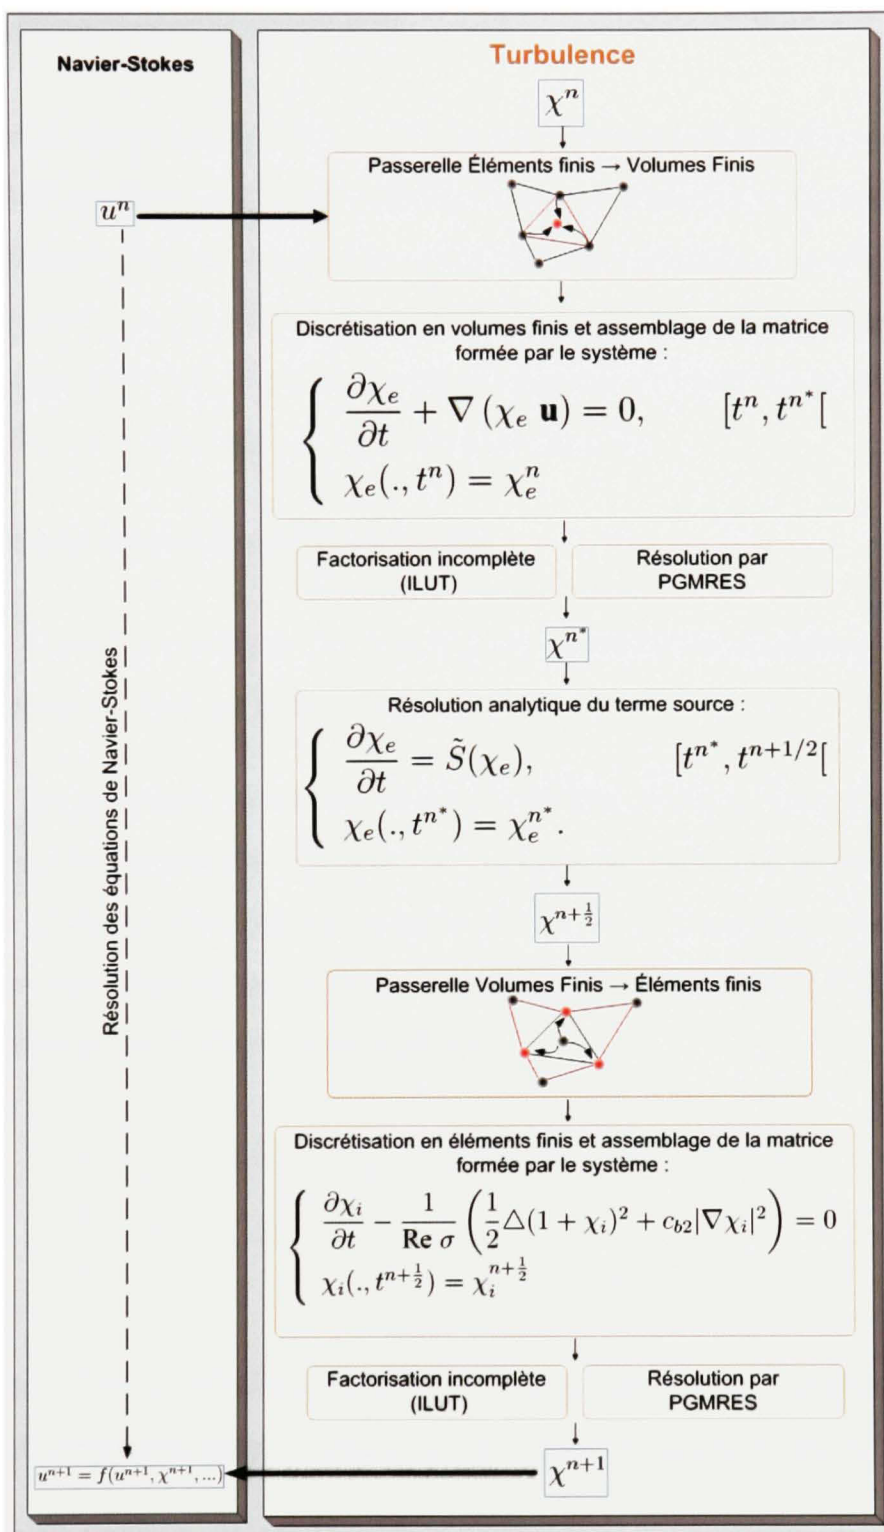 Navier-Stokes
Turbulence
χ^n
Passerelle Éléments finis → Volumes Finis
u^n
Discrétisation en volumes finis et assemblage de la matrice
formée par le système :
∂χ_e/∂t + ∇ (χ_e u) = 0, [t^n, t^{n*}[
χ_e(., t^n) = χ_e^n
Factorisation incomplète
(ILUT)
Résolution par
PGMRES
χ^{n*}
Résolution analytique du terme source :
∂χ_e/∂t = S̃(χ_e), [t^{n*}, t^{n+1/2}[
χ_e(., t^{n*}) = χ_e^{n*}.
Résolution des équations de Navier-Stokes
χ^{n+1/2}
Passerelle Volumes Finis → Éléments finis
Discrétisation en éléments finis et assemblage de la matrice
formée par le système :
∂χ_i/∂t − 1/(Re σ) (1/2 △(1 + χ_i)^2 + c_{b2}|∇χ_i|^2) = 0
χ_i(., t^{n+1/2}) = χ_i^{n+1/2}
Factorisation incomplète
(ILUT)
Résolution par
PGMRES
u^{n+1} = f(u^{n+1}, χ^{n+1}, ...)
χ^{n+1}